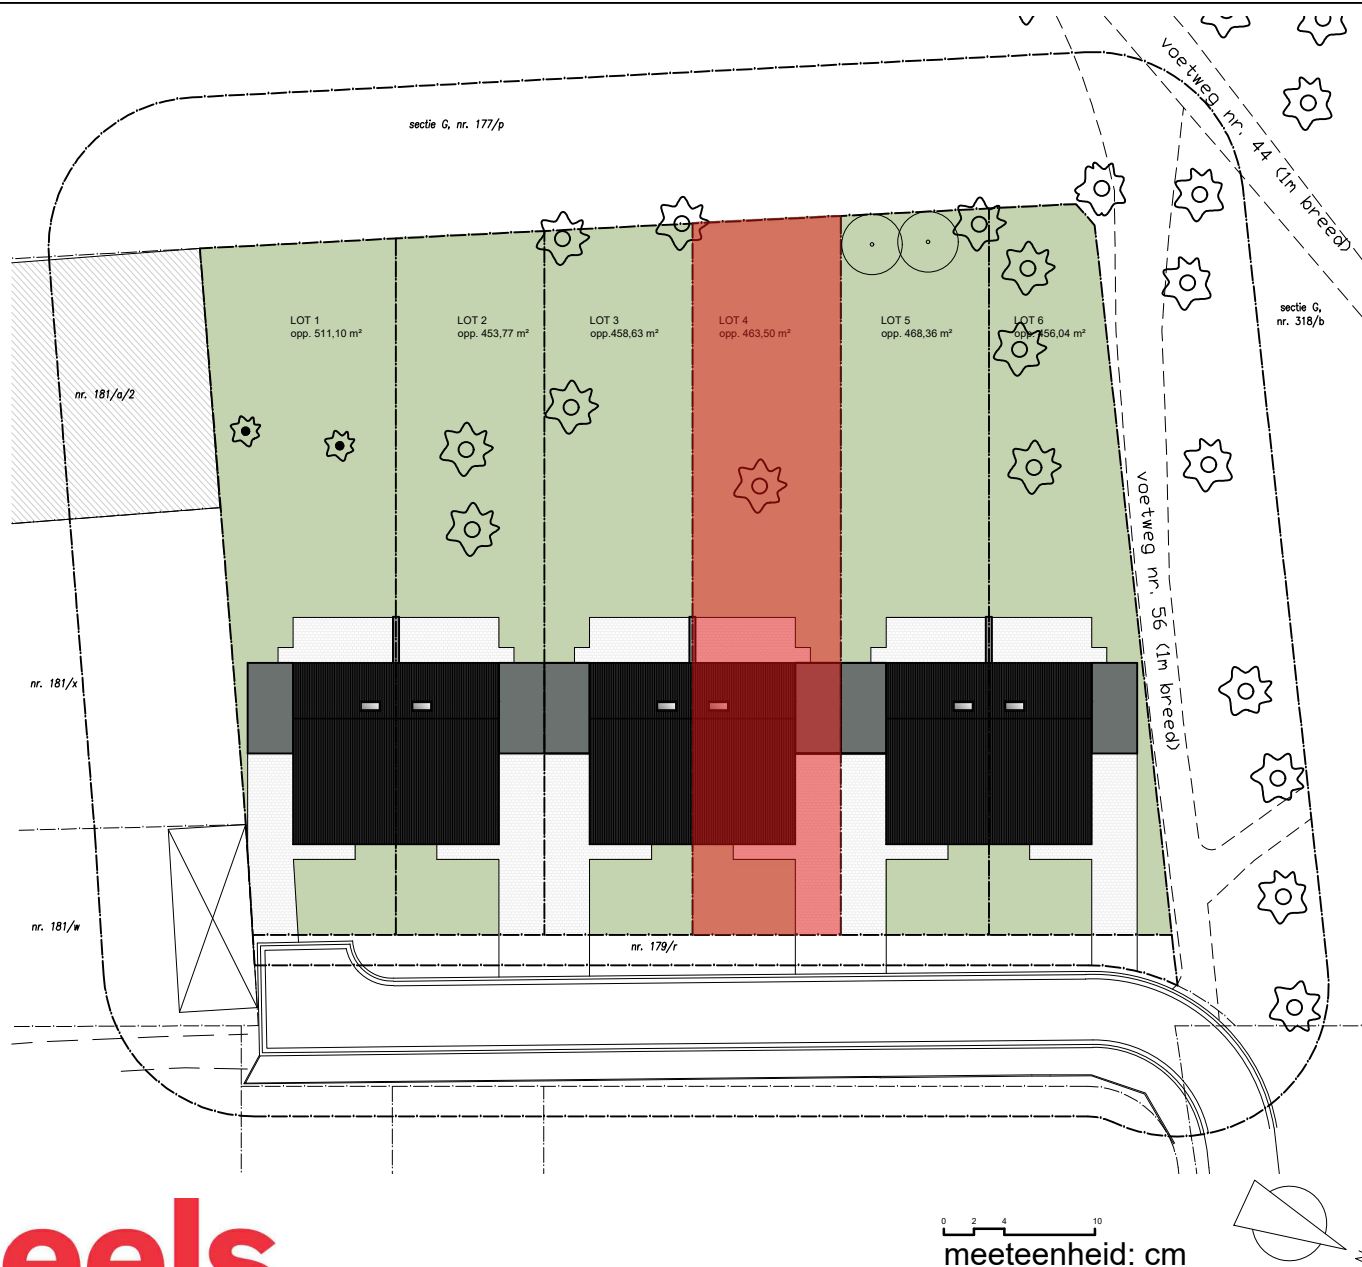 voetweg nr. 44 (1m breed)
sectie G, nr. 177/p
sectie G,
nr. 318/b
LOT 1
opp. 511,10 m²
LOT 2
opp. 453,77 m²
LOT 3
opp.458,63 m²
LOT 4
opp. 463,50 m²
LOT 5
opp. 468,36 m²
LOT 6
opp. 456,04 m²
nr. 181/a/2
voetweg nr. 56 (1m breed)
nr. 181/x
nr. 181/w
nr. 179/r
0 2 4 10
meeteenheid: cm
eels
N